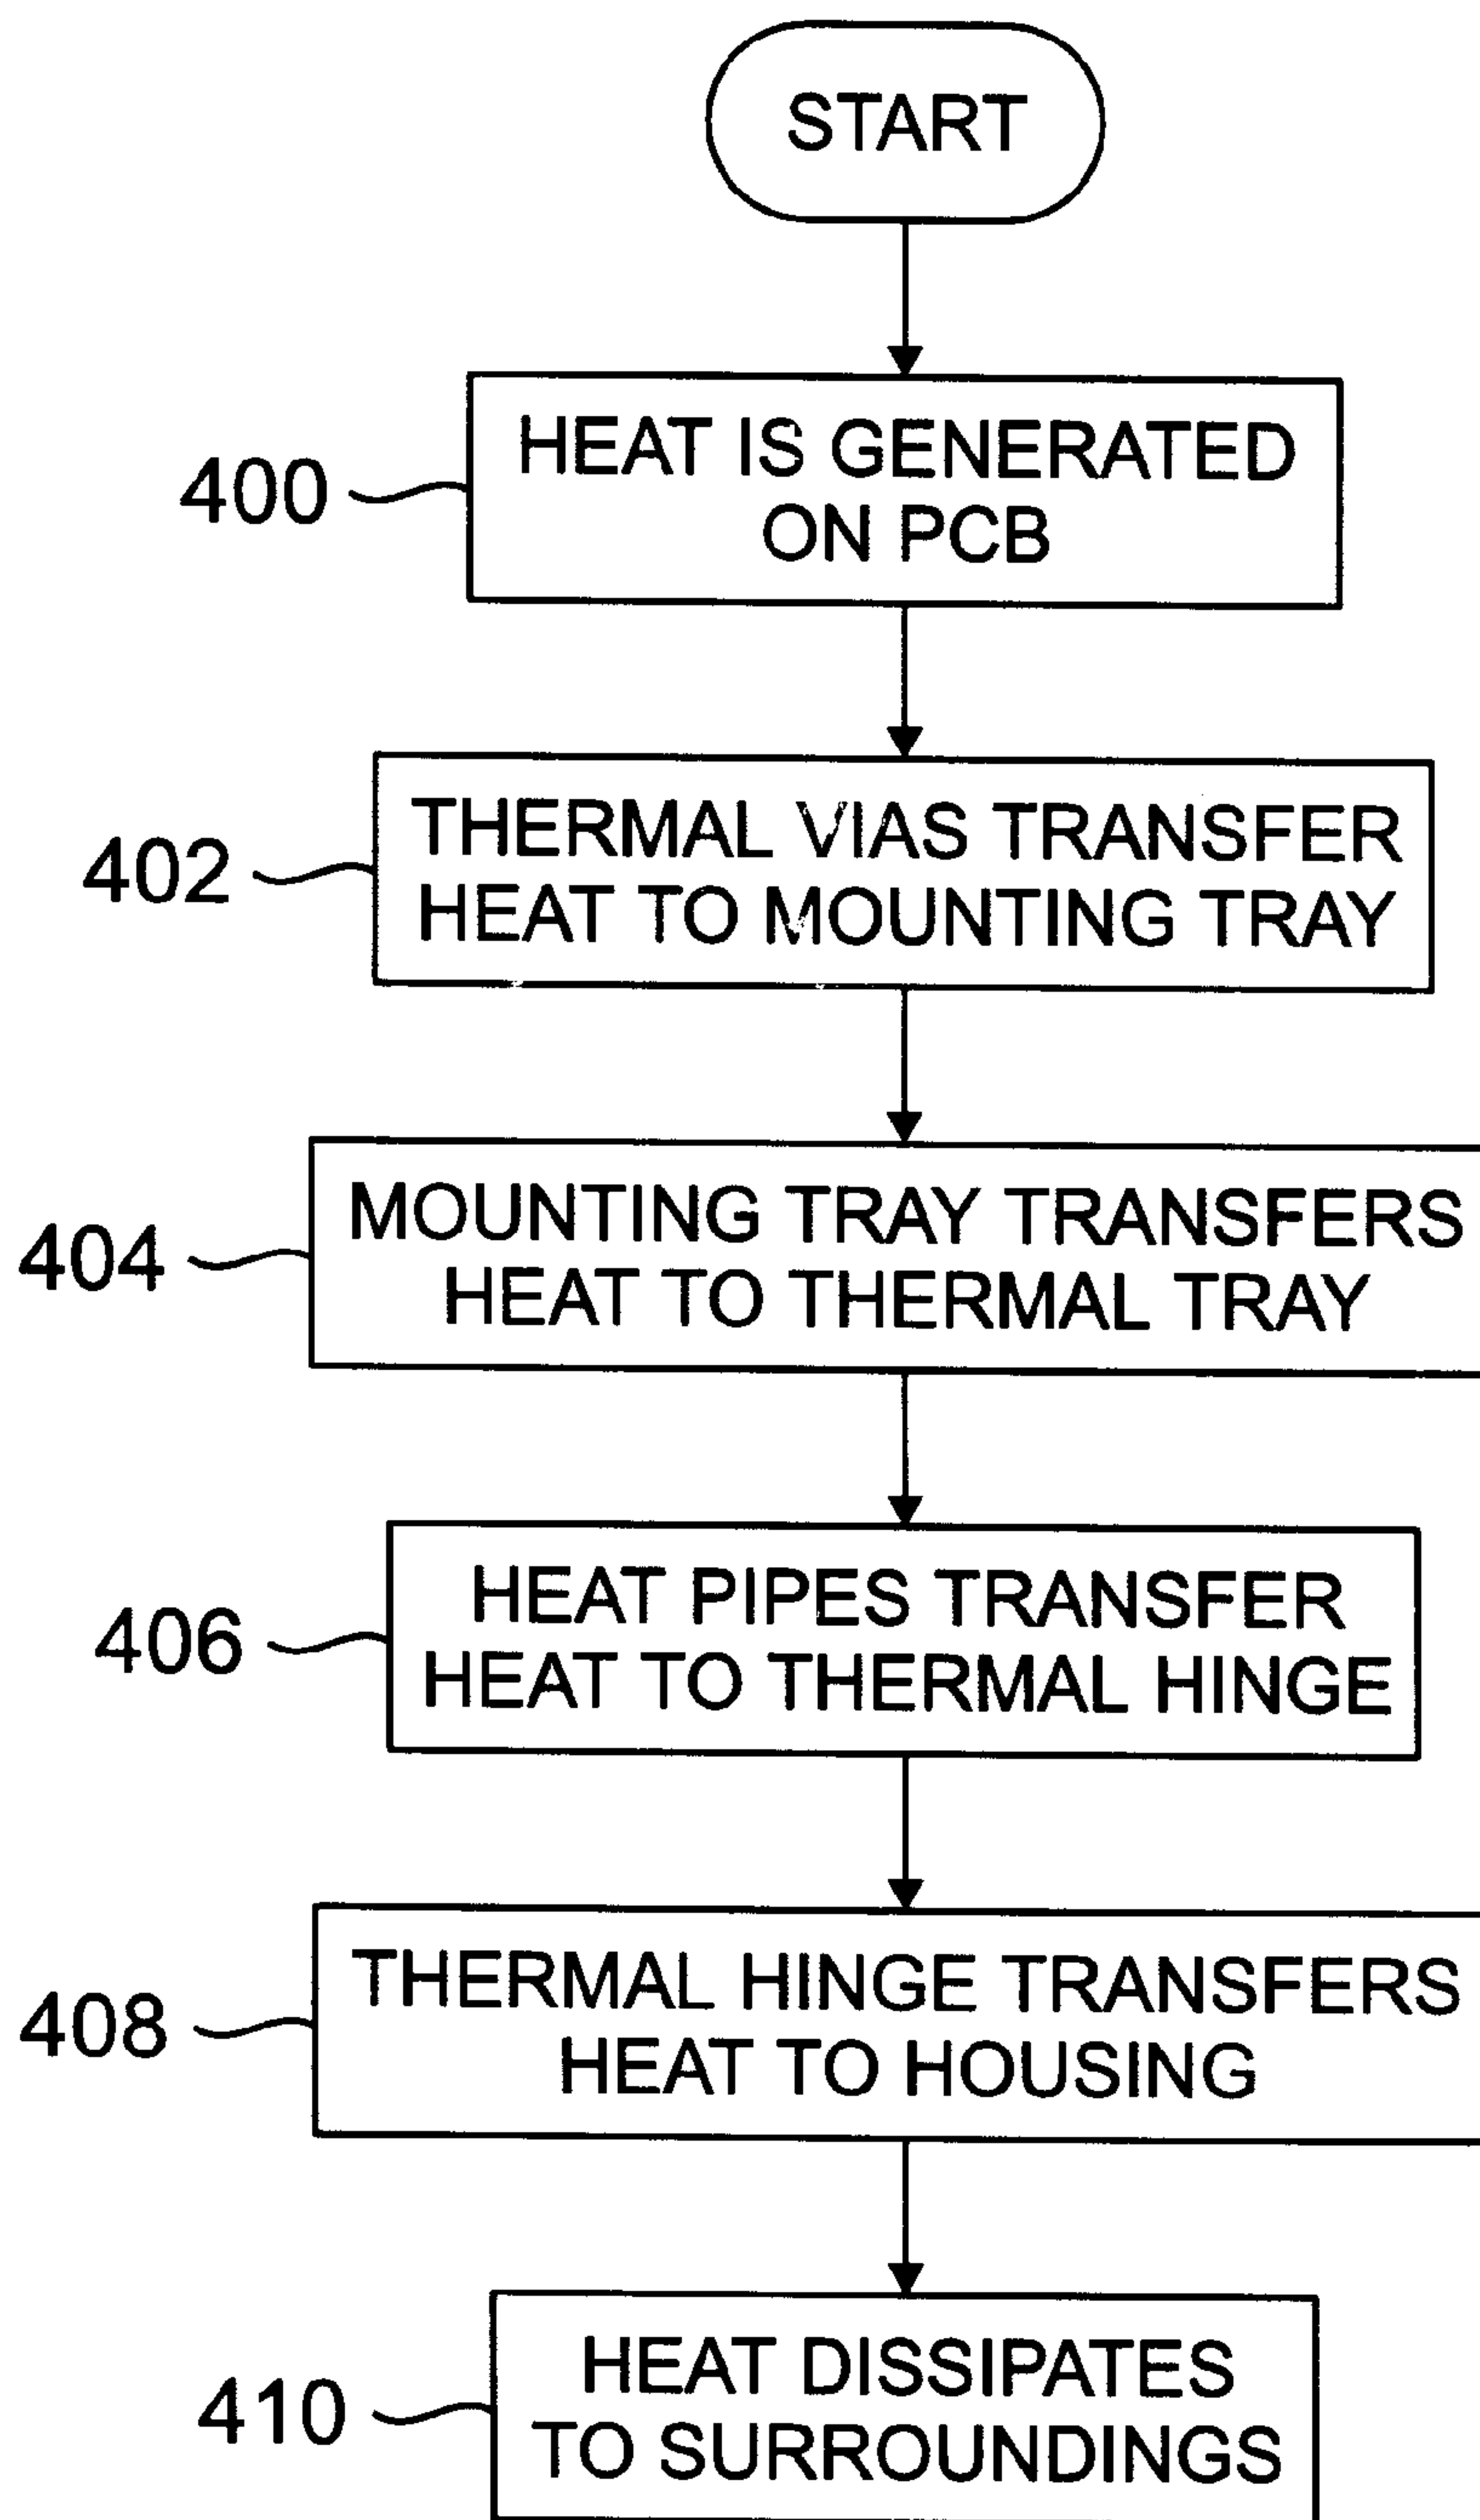 START
400
HEAT IS GENERATED
ON PCB
402
THERMAL VIAS TRANSFER
HEAT TO MOUNTING TRAY
404
MOUNTING TRAY TRANSFERS
HEAT TO THERMAL TRAY
406
HEAT PIPES TRANSFER
HEAT TO THERMAL HINGE
408
THERMAL HINGE TRANSFERS
HEAT TO HOUSING
410
HEAT DISSIPATES
TO SURROUNDINGS